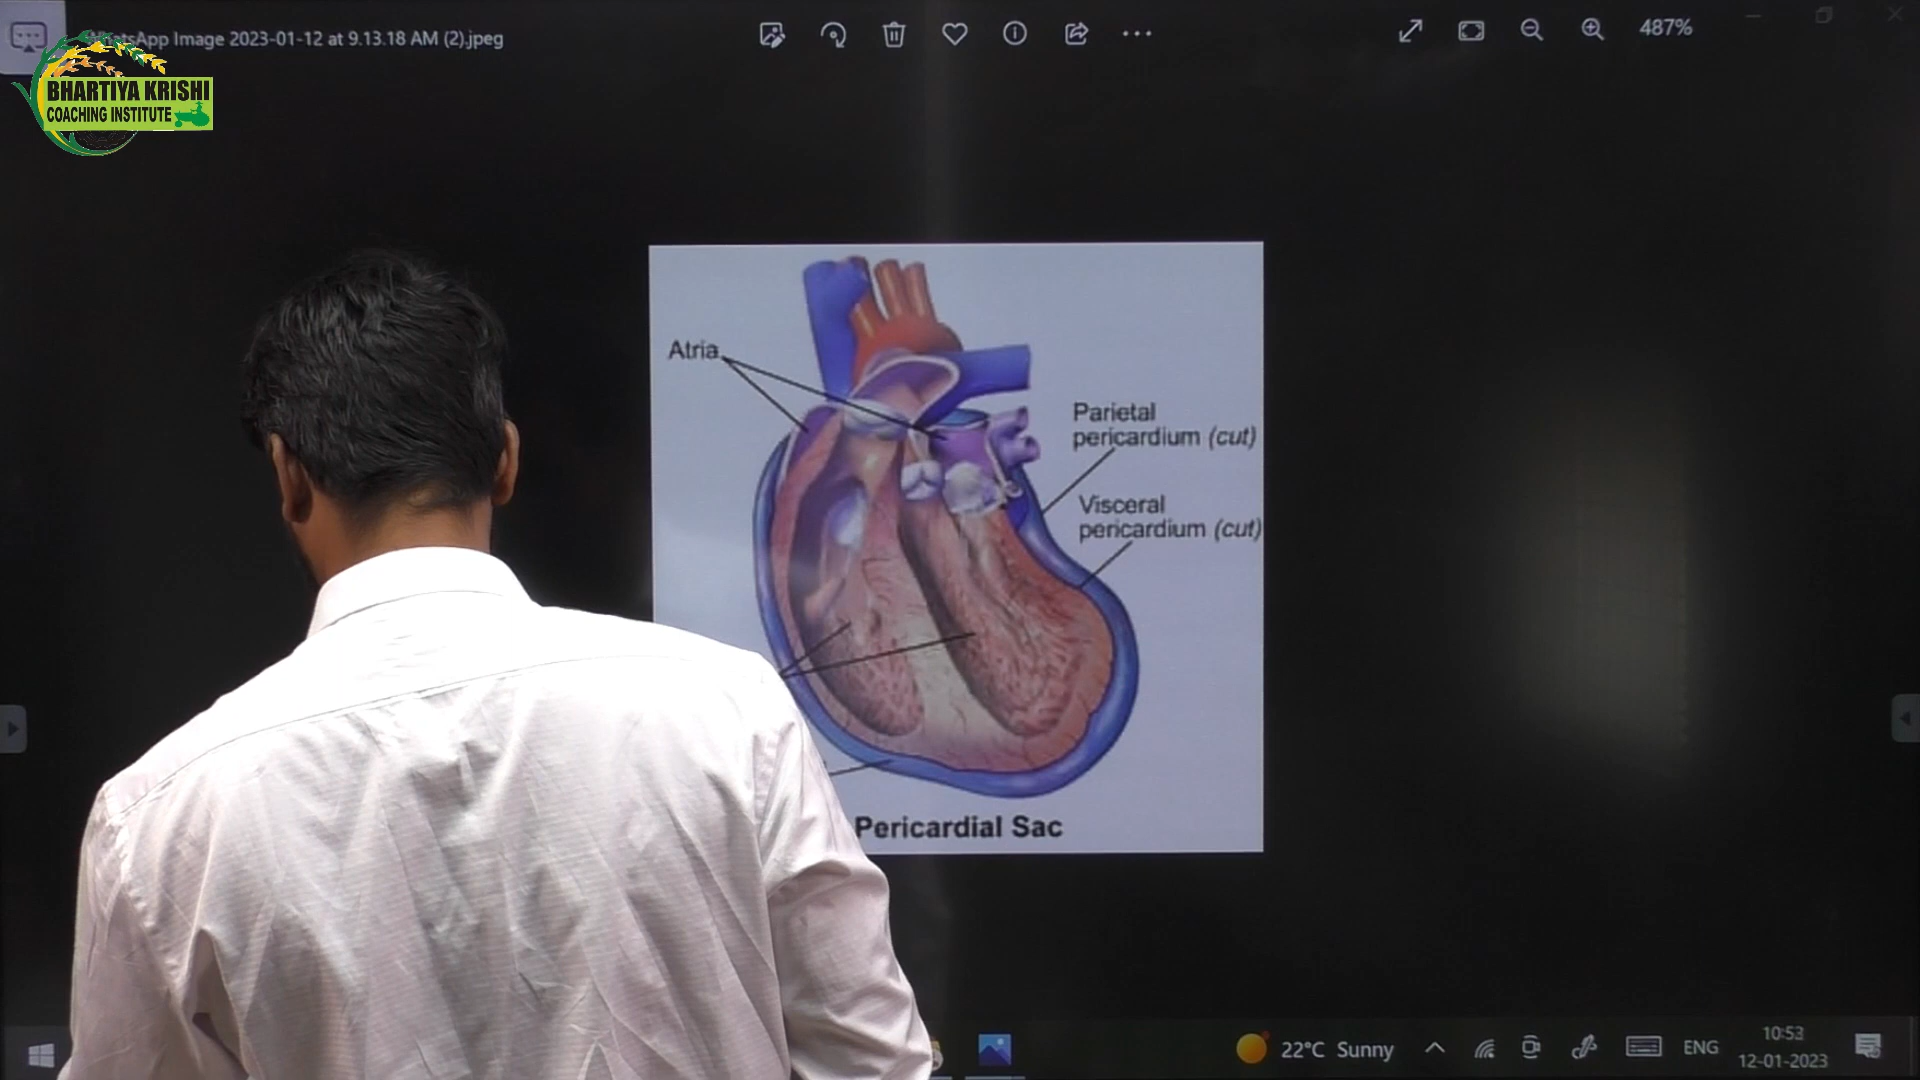 WhatsApp Image 2023-01-12 at 9.13.18 AM (2).jpeg
487%
BHARTIYA KRISHI
COACHING INSTITUTE
Atria
Parietal
pericardium (cut)
Visceral
pericardium (cut)
Pericardial Sac
22°C Sunny
ENG
10:53
12-01-2023